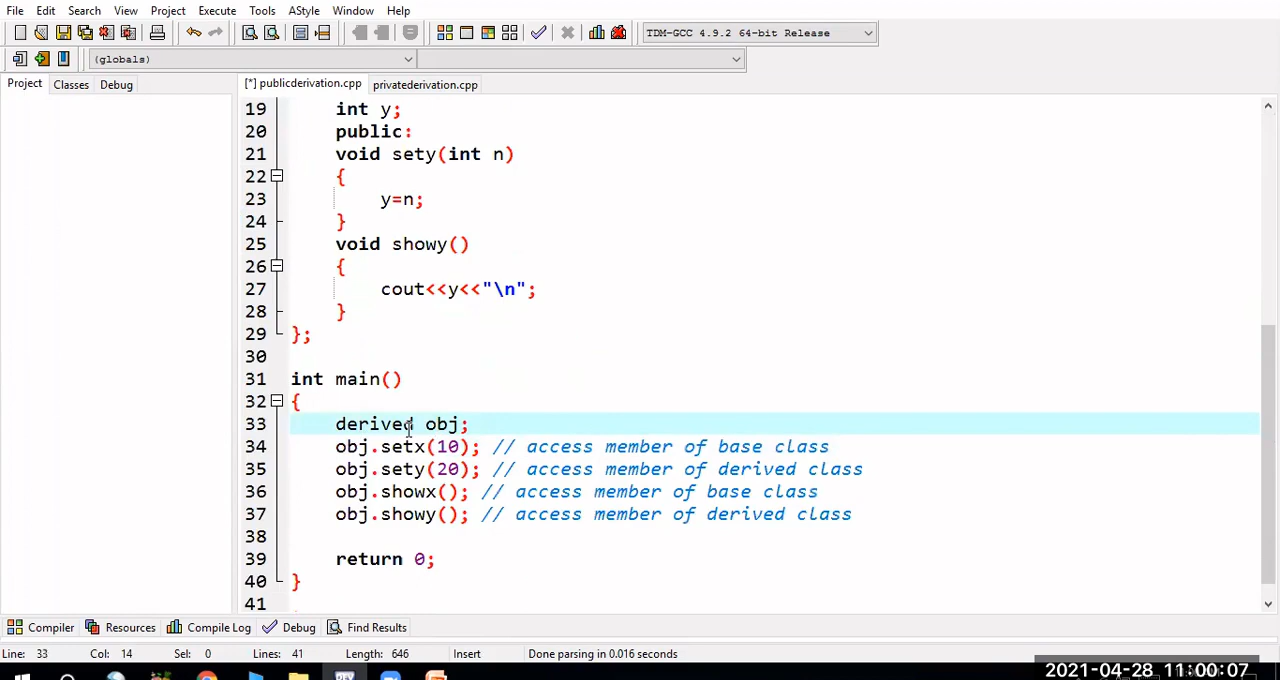 File Edit Search View Project Execute Tools AStyle Window Help
TDM-GCC 4.9.2 64-bit Release
(globals)
Project Classes Debug [*] publicderivation.cpp privatederivation.cpp
19 int y;
20 public:
21 void sety(int n)
22 {
23 y=n;
24 }
25 void showy()
26 {
27 cout<<y<<"\n";
28 }
29 };
30
31 int main()
32 {
33 derived obj;
34 obj.setx(10); // access member of base class
35 obj.sety(20); // access member of derived class
36 obj.showx(); // access member of base class
37 obj.showy(); // access member of derived class
38
39 return 0;
40 }
41
Compiler Resources Compile Log Debug Find Results
Line: 33 Col: 14 Sel: 0 Lines: 41 Length: 646 Insert Done parsing in 0.016 seconds
2021-04-28 11:00:07